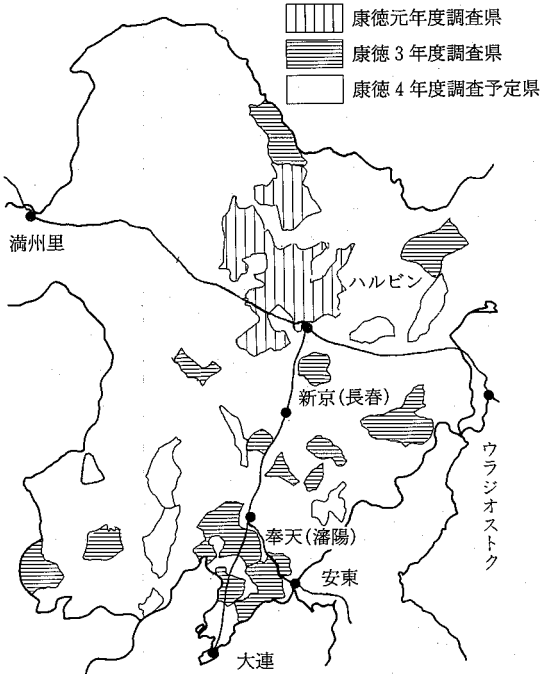 康徳元年度調査県
康徳3年度調査県
康徳4年度調査予定県
満州里
ハルビン
新京(長春)
ウラジオストク
奉天(瀋陽)
安東
大連